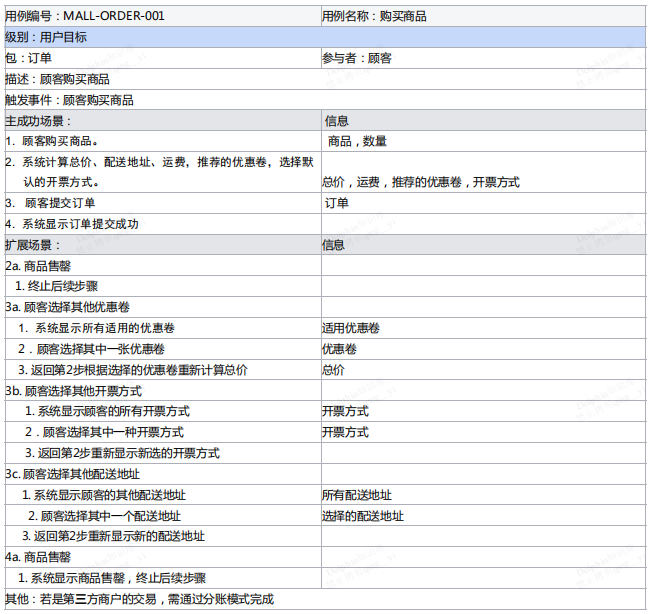 用例编号：MALL-ORDER-001 用例名称：购买商品
级别：用户目标
包：订单 参与者：顾客
描述：顾客购买商品
触发事件：顾客购买商品
主成功场景： 信息
1. 顾客购买商品。 商品，数量
2. 系统计算总价、配送地址、运费，推荐的优惠卷，选择默
认的开票方式。 总价，运费，推荐的优惠卷，开票方式
3. 顾客提交订单 订单
4. 系统显示订单提交成功
扩展场景： 信息
2a. 商品售罄
1. 终止后续步骤
3a. 顾客选择其他优惠卷
1. 系统显示所有适用的优惠卷 适用优惠卷
2．顾客选择其中一张优惠卷 优惠卷
3. 返回第2步根据选择的优惠卷重新计算总价 总价
3b. 顾客选择其他开票方式
1. 系统显示顾客的所有开票方式 开票方式
2．顾客选择其中一种开票方式 开票方式
3. 返回第2步重新显示新选的开票方式
3c. 顾客选择其他配送地址
1. 系统显示顾客的其他配送地址 所有配送地址
2. 顾客选择其中一个配送地址 选择的配送地址
3. 返回第2步重新显示新的配送地址
4a. 商品售罄
1. 系统显示商品售罄，终止后续步骤
其他：若是第三方商户的交易，需通过分账模式完成